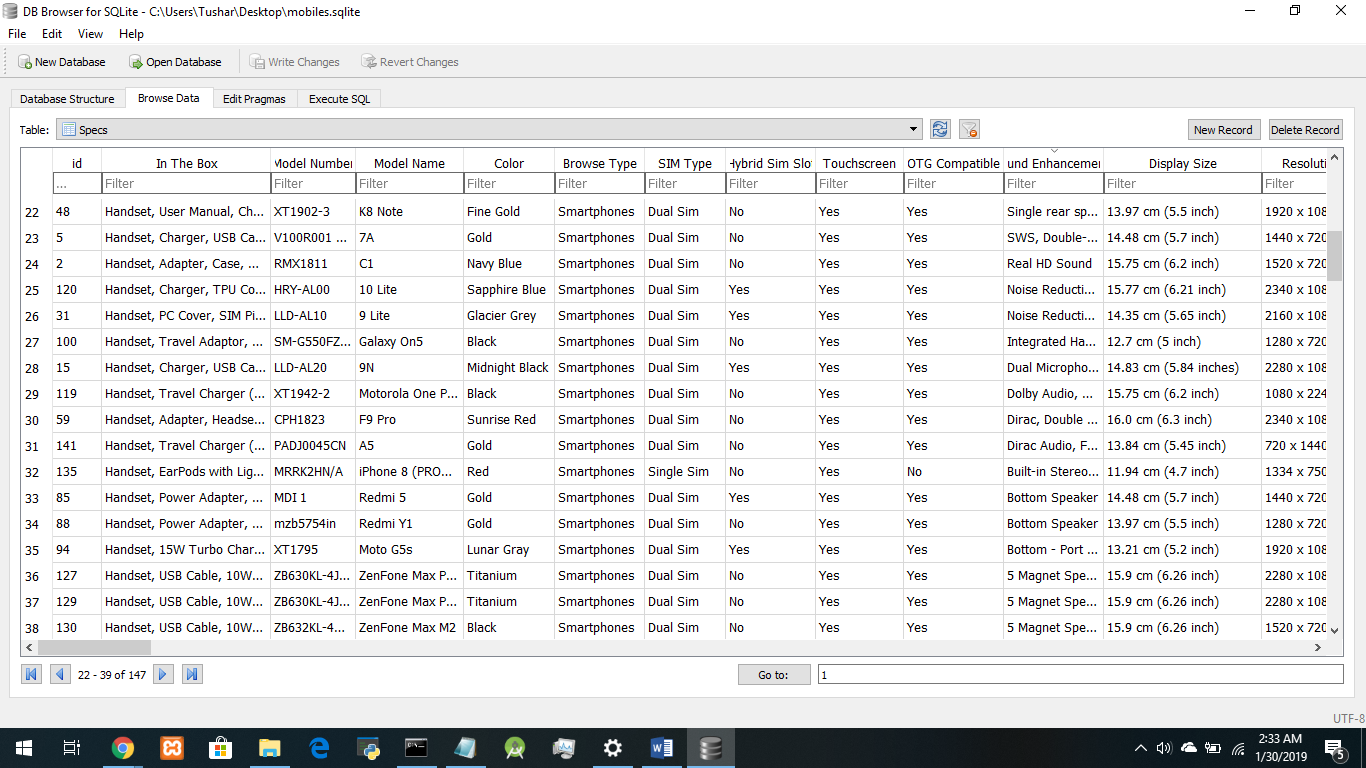 DB Browser for SQLite - C:\Users\Tushar\Desktop\mobiles.sqlite
File Edit View Help
New Database Open Database Write Changes Revert Changes
Database Structure Browse Data Edit Pragmas Execute SQL
Table: Specs New Record Delete Record
id In The Box Model Number Model Name Color Browse Type SIM Type Hybrid Sim Slot Touchscreen OTG Compatible und Enhancemen Display Size Resoluti
... Filter Filter Filter Filter Filter Filter Filter Filter Filter Filter Filter Filter
22 48 Handset, User Manual, Ch... XT1902-3 K8 Note Fine Gold Smartphones Dual Sim No Yes Yes Single rear sp... 13.97 cm (5.5 inch) 1920 x 108
23 5 Handset, Charger, USB Ca... V100R001 ... 7A Gold Smartphones Dual Sim No Yes Yes SWS, Double-... 14.48 cm (5.7 inch) 1440 x 720
24 2 Handset, Adapter, Case, ... RMX1811 C1 Navy Blue Smartphones Dual Sim No Yes Yes Real HD Sound 15.75 cm (6.2 inch) 1520 x 720
25 120 Handset, Charger, TPU Co... HRY-AL00 10 Lite Sapphire Blue Smartphones Dual Sim Yes Yes Yes Noise Reducti... 15.77 cm (6.21 inch) 2340 x 108
26 31 Handset, PC Cover, SIM Pi... LLD-AL10 9 Lite Glacier Grey Smartphones Dual Sim Yes Yes Yes Noise Reducti... 14.35 cm (5.65 inch) 2160 x 108
27 100 Handset, Travel Adaptor, ... SM-G550FZ... Galaxy On5 Black Smartphones Dual Sim No Yes Yes Integrated Ha... 12.7 cm (5 inch) 1280 x 720
28 15 Handset, Charger, USB Ca... LLD-AL20 9N Midnight Black Smartphones Dual Sim Yes Yes Yes Dual Micropho... 14.83 cm (5.84 inches) 2280 x 108
29 119 Handset, Travel Charger (... XT1942-2 Motorola One P... Black Smartphones Dual Sim No Yes Yes Dolby Audio, ... 15.75 cm (6.2 inch) 1080 x 224
30 59 Handset, Adapter, Headse... CPH1823 F9 Pro Sunrise Red Smartphones Dual Sim No Yes Yes Dirac, Double ... 16.0 cm (6.3 inch) 2340 x 108
31 141 Handset, Travel Charger (... PADJ0045CN A5 Gold Smartphones Dual Sim No Yes Yes Dirac Audio, F... 13.84 cm (5.45 inch) 720 x 1440
32 135 Handset, EarPods with Lig... MRRK2HN/A iPhone 8 (PRO... Red Smartphones Single Sim No Yes No Built-in Stereo... 11.94 cm (4.7 inch) 1334 x 750
33 85 Handset, Power Adapter, ... MDI 1 Redmi 5 Gold Smartphones Dual Sim Yes Yes Yes Bottom Speaker 14.48 cm (5.7 inch) 1440 x 720
34 88 Handset, Power Adapter, ... mzb5754in Redmi Y1 Gold Smartphones Dual Sim No Yes Yes Bottom Speaker 13.97 cm (5.5 inch) 1280 x 720
35 94 Handset, 15W Turbo Char... XT1795 Moto G5s Lunar Gray Smartphones Dual Sim Yes Yes Yes Bottom - Port ... 13.21 cm (5.2 inch) 1920 x 108
36 127 Handset, USB Cable, 10W... ZB630KL-4J... ZenFone Max P... Titanium Smartphones Dual Sim No Yes Yes 5 Magnet Spe... 15.9 cm (6.26 inch) 2280 x 108
37 129 Handset, USB Cable, 10W... ZB630KL-4J... ZenFone Max P... Titanium Smartphones Dual Sim No Yes Yes 5 Magnet Spe... 15.9 cm (6.26 inch) 2280 x 108
38 130 Handset, USB Cable, 10W... ZB632KL-4... ZenFone Max M2 Black Smartphones Dual Sim No Yes Yes 5 Magnet Spe... 15.9 cm (6.26 inch) 1520 x 720
22 - 39 of 147 Go to: 1
UTF-8
2:33 AM
1/30/2019
5